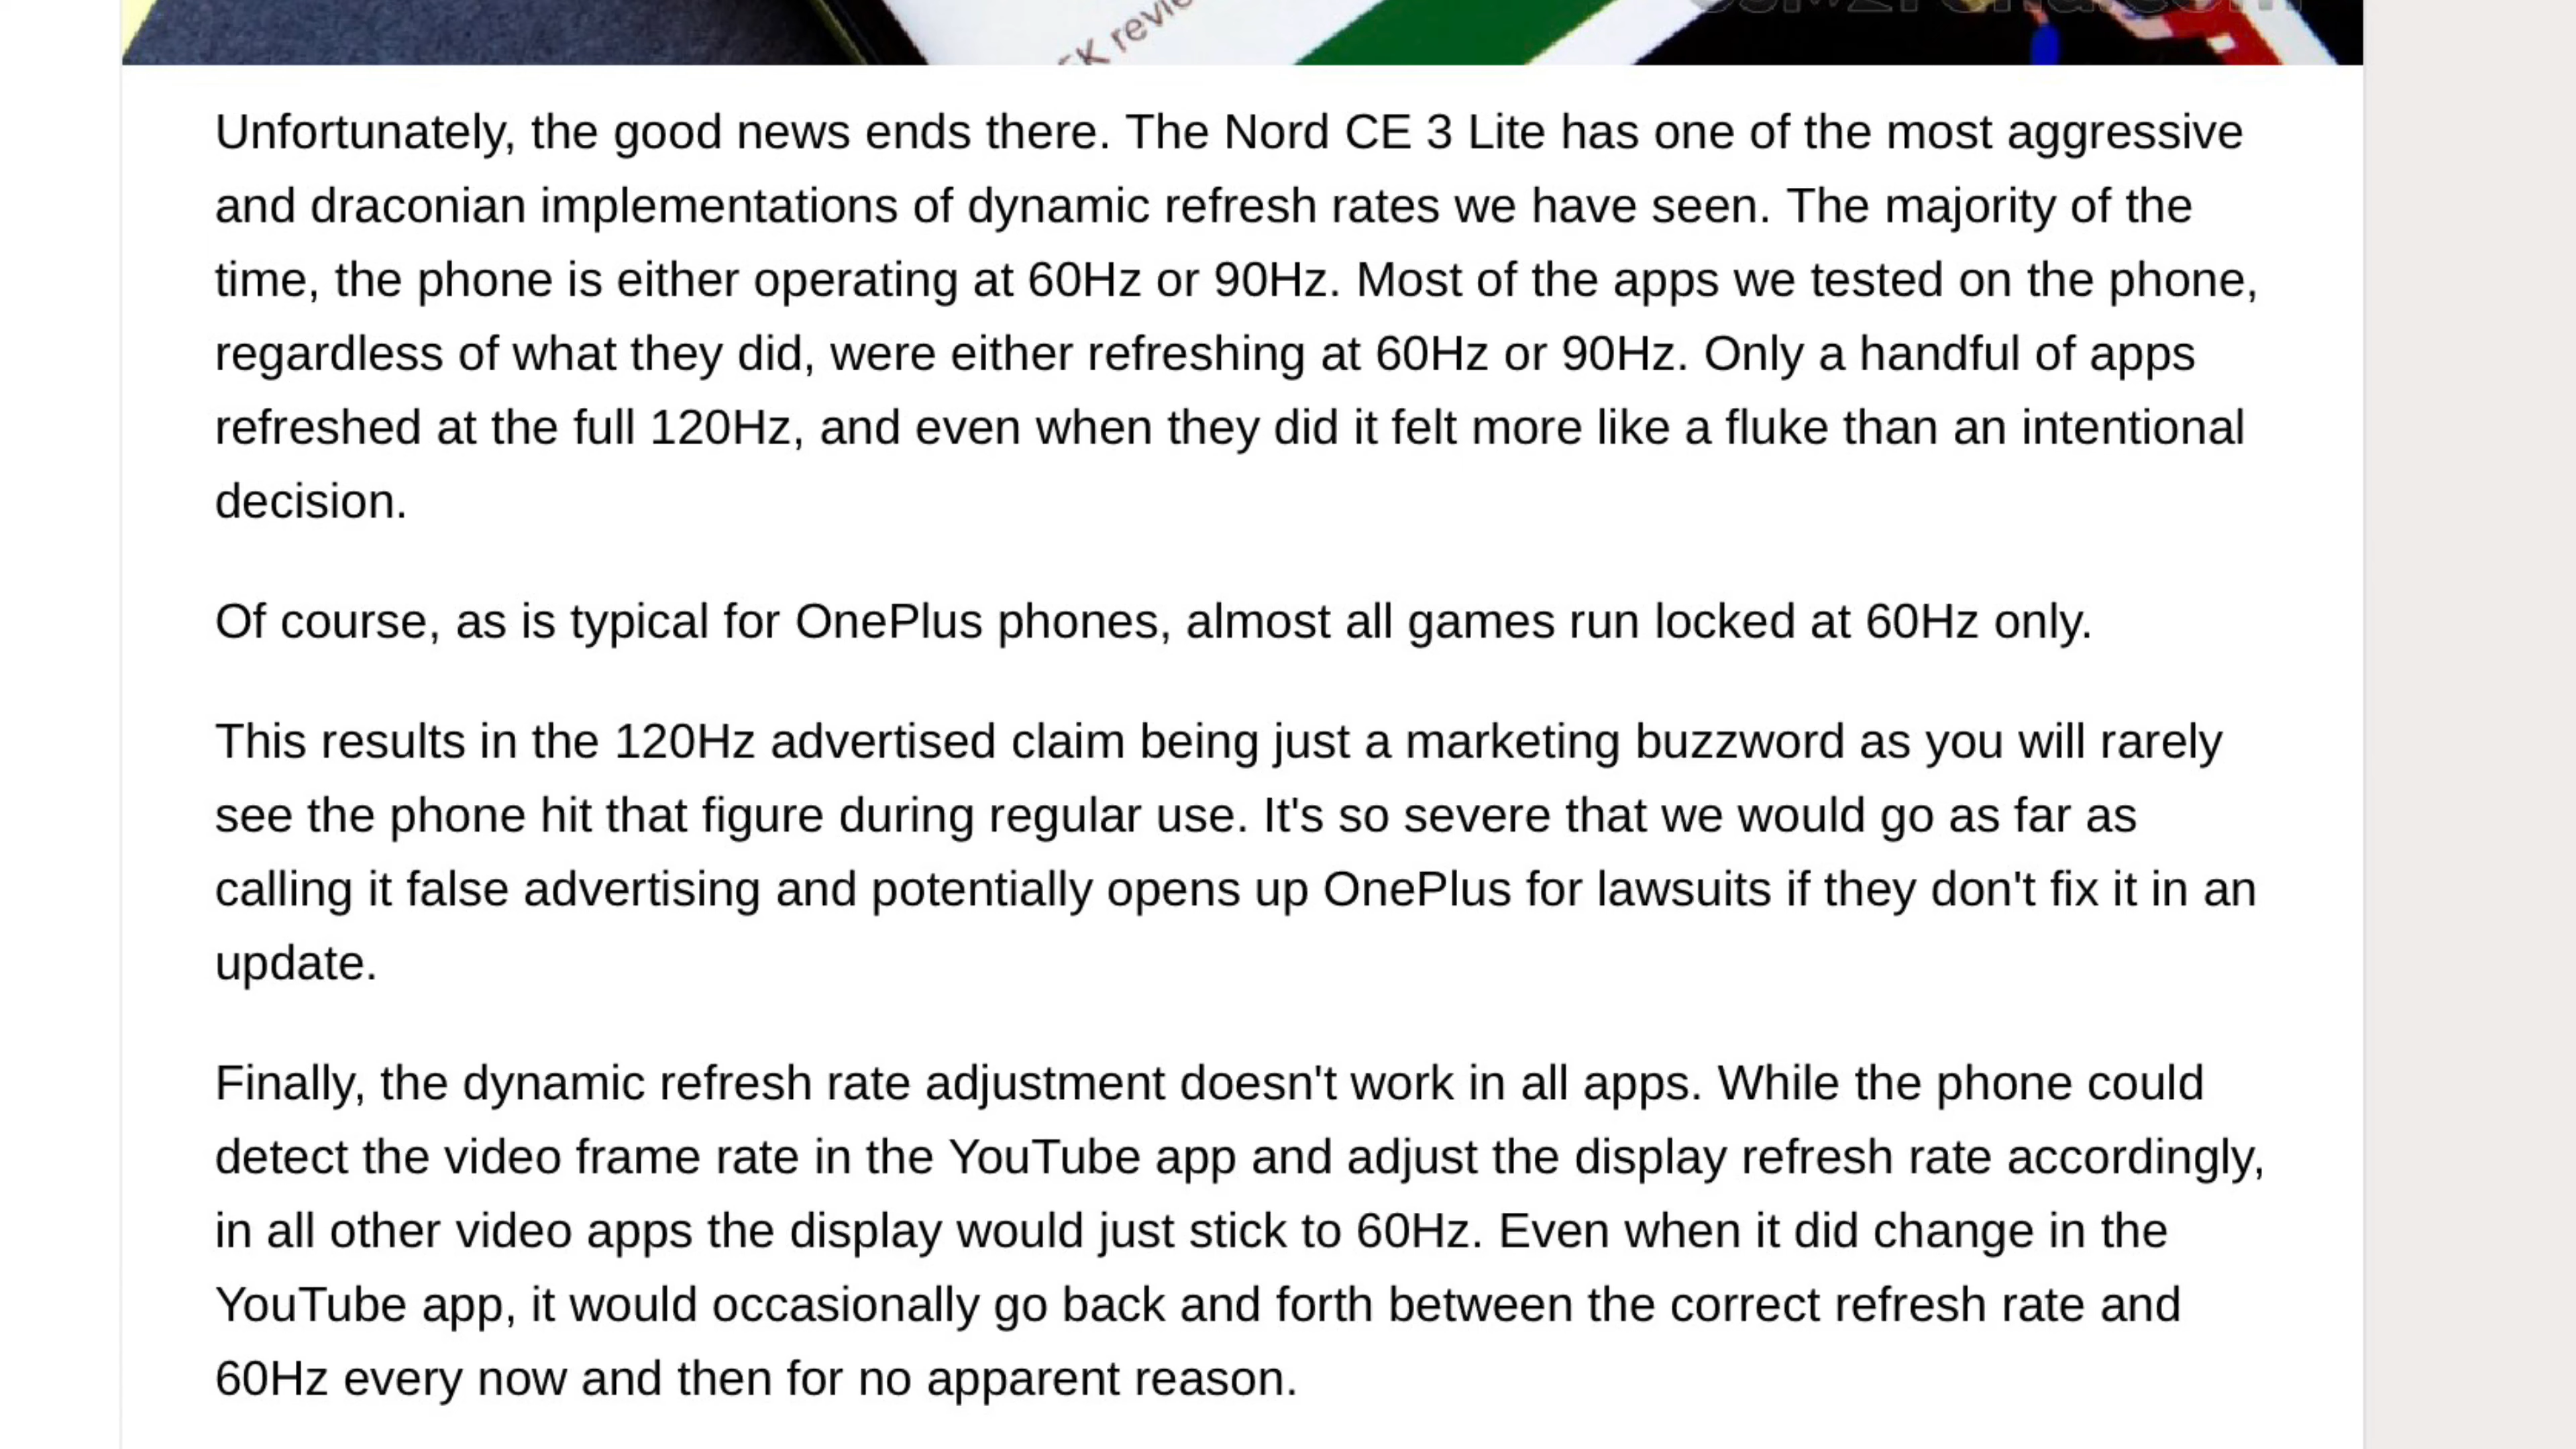 K revie
Unfortunately, the good news ends there. The Nord CE 3 Lite has one of the most aggressive
and draconian implementations of dynamic refresh rates we have seen. The majority of the
time, the phone is either operating at 60Hz or 90Hz. Most of the apps we tested on the phone,
regardless of what they did, were either refreshing at 60Hz or 90Hz. Only a handful of apps
refreshed at the full 120Hz, and even when they did it felt more like a fluke than an intentional
decision.
Of course, as is typical for OnePlus phones, almost all games run locked at 60Hz only.
This results in the 120Hz advertised claim being just a marketing buzzword as you will rarely
see the phone hit that figure during regular use. It's so severe that we would go as far as
calling it false advertising and potentially opens up OnePlus for lawsuits if they don't fix it in an
update.
Finally, the dynamic refresh rate adjustment doesn't work in all apps. While the phone could
detect the video frame rate in the YouTube app and adjust the display refresh rate accordingly,
in all other video apps the display would just stick to 60Hz. Even when it did change in the
YouTube app, it would occasionally go back and forth between the correct refresh rate and
60Hz every now and then for no apparent reason.